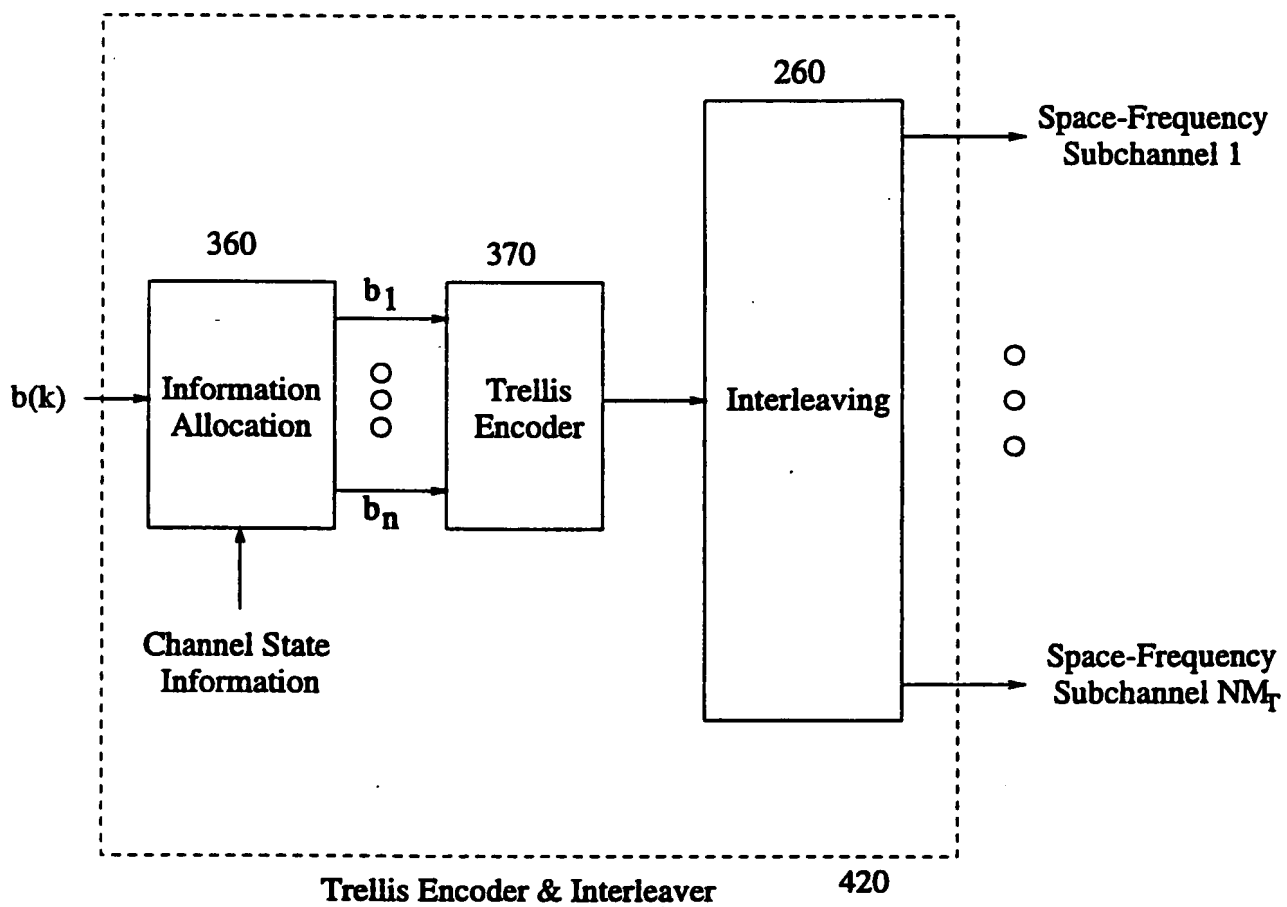 260
Space-Frequency
Subchannel 1
360
370
b1
b(k)
Information
Allocation
Trellis
Encoder
Interleaving
bn
Channel State
Information
Space-Frequency
Subchannel NMT
Trellis Encoder & Interleaver
420